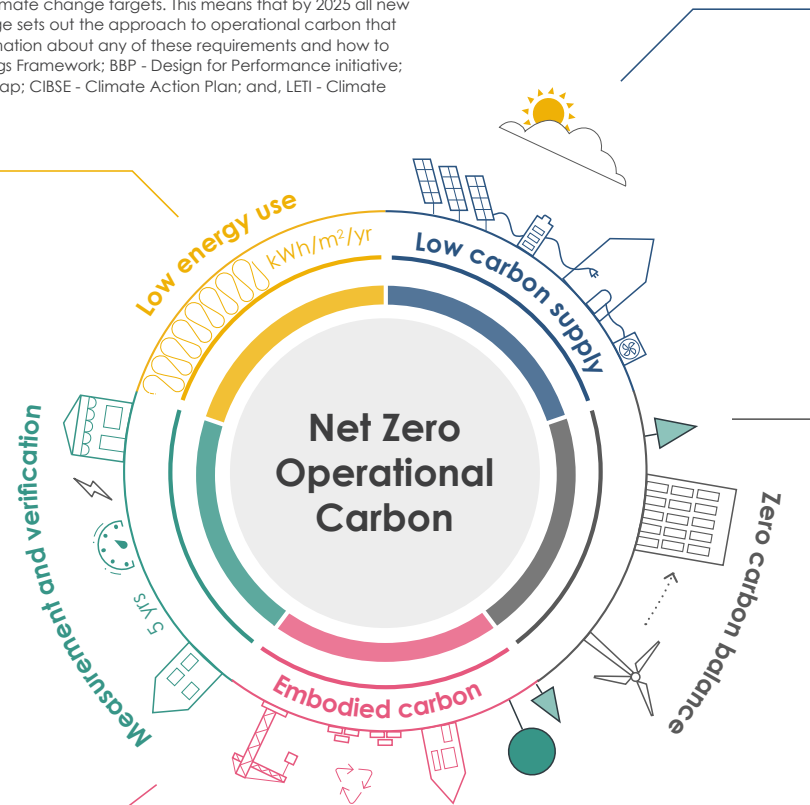 mate change targets. This means that by 2025 all new
ge sets out the approach to operational carbon that
nation about any of these requirements and how to
gs Framework; BBP - Design for Performance initiative;
ap; CIBSE - Climate Action Plan; and, LETI - Climate
Low energy use
kWh/m²/yr
Low carbon supply
Net Zero
Operational
Carbon
Measurement and verification
5 yrs
Zero carbon balance
Embodied carbon